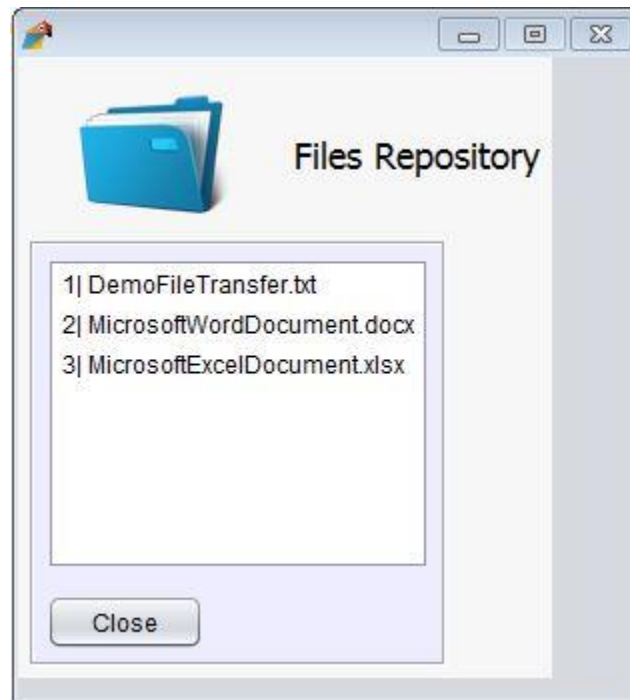 Files Repository
1| DemoFileTransfer.txt
2| MicrosoftWordDocument.docx
3| MicrosoftExcelDocument.xlsx
Close